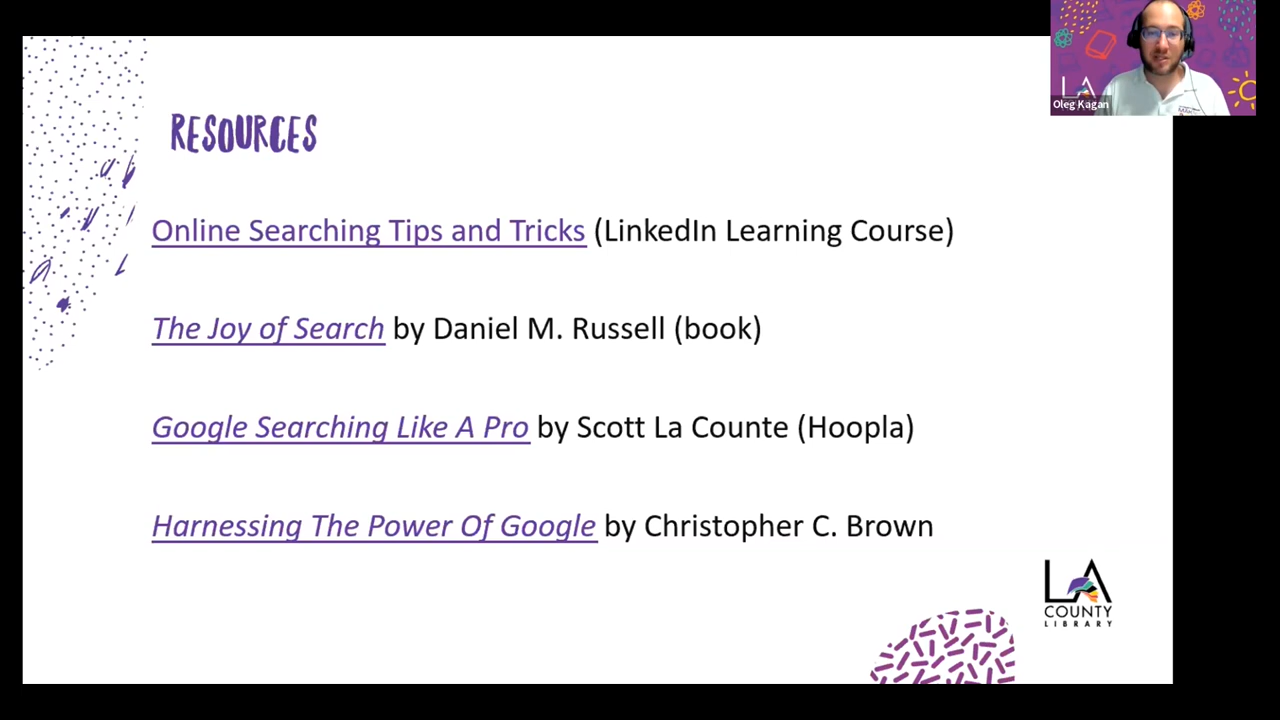 LA
Oleg Kagan
RESOURCES
Online Searching Tips and Tricks (LinkedIn Learning Course)
The Joy of Search by Daniel M. Russell (book)
Google Searching Like A Pro by Scott La Counte (Hoopla)
Harnessing The Power Of Google by Christopher C. Brown
LA
COUNTY
LIBRARY